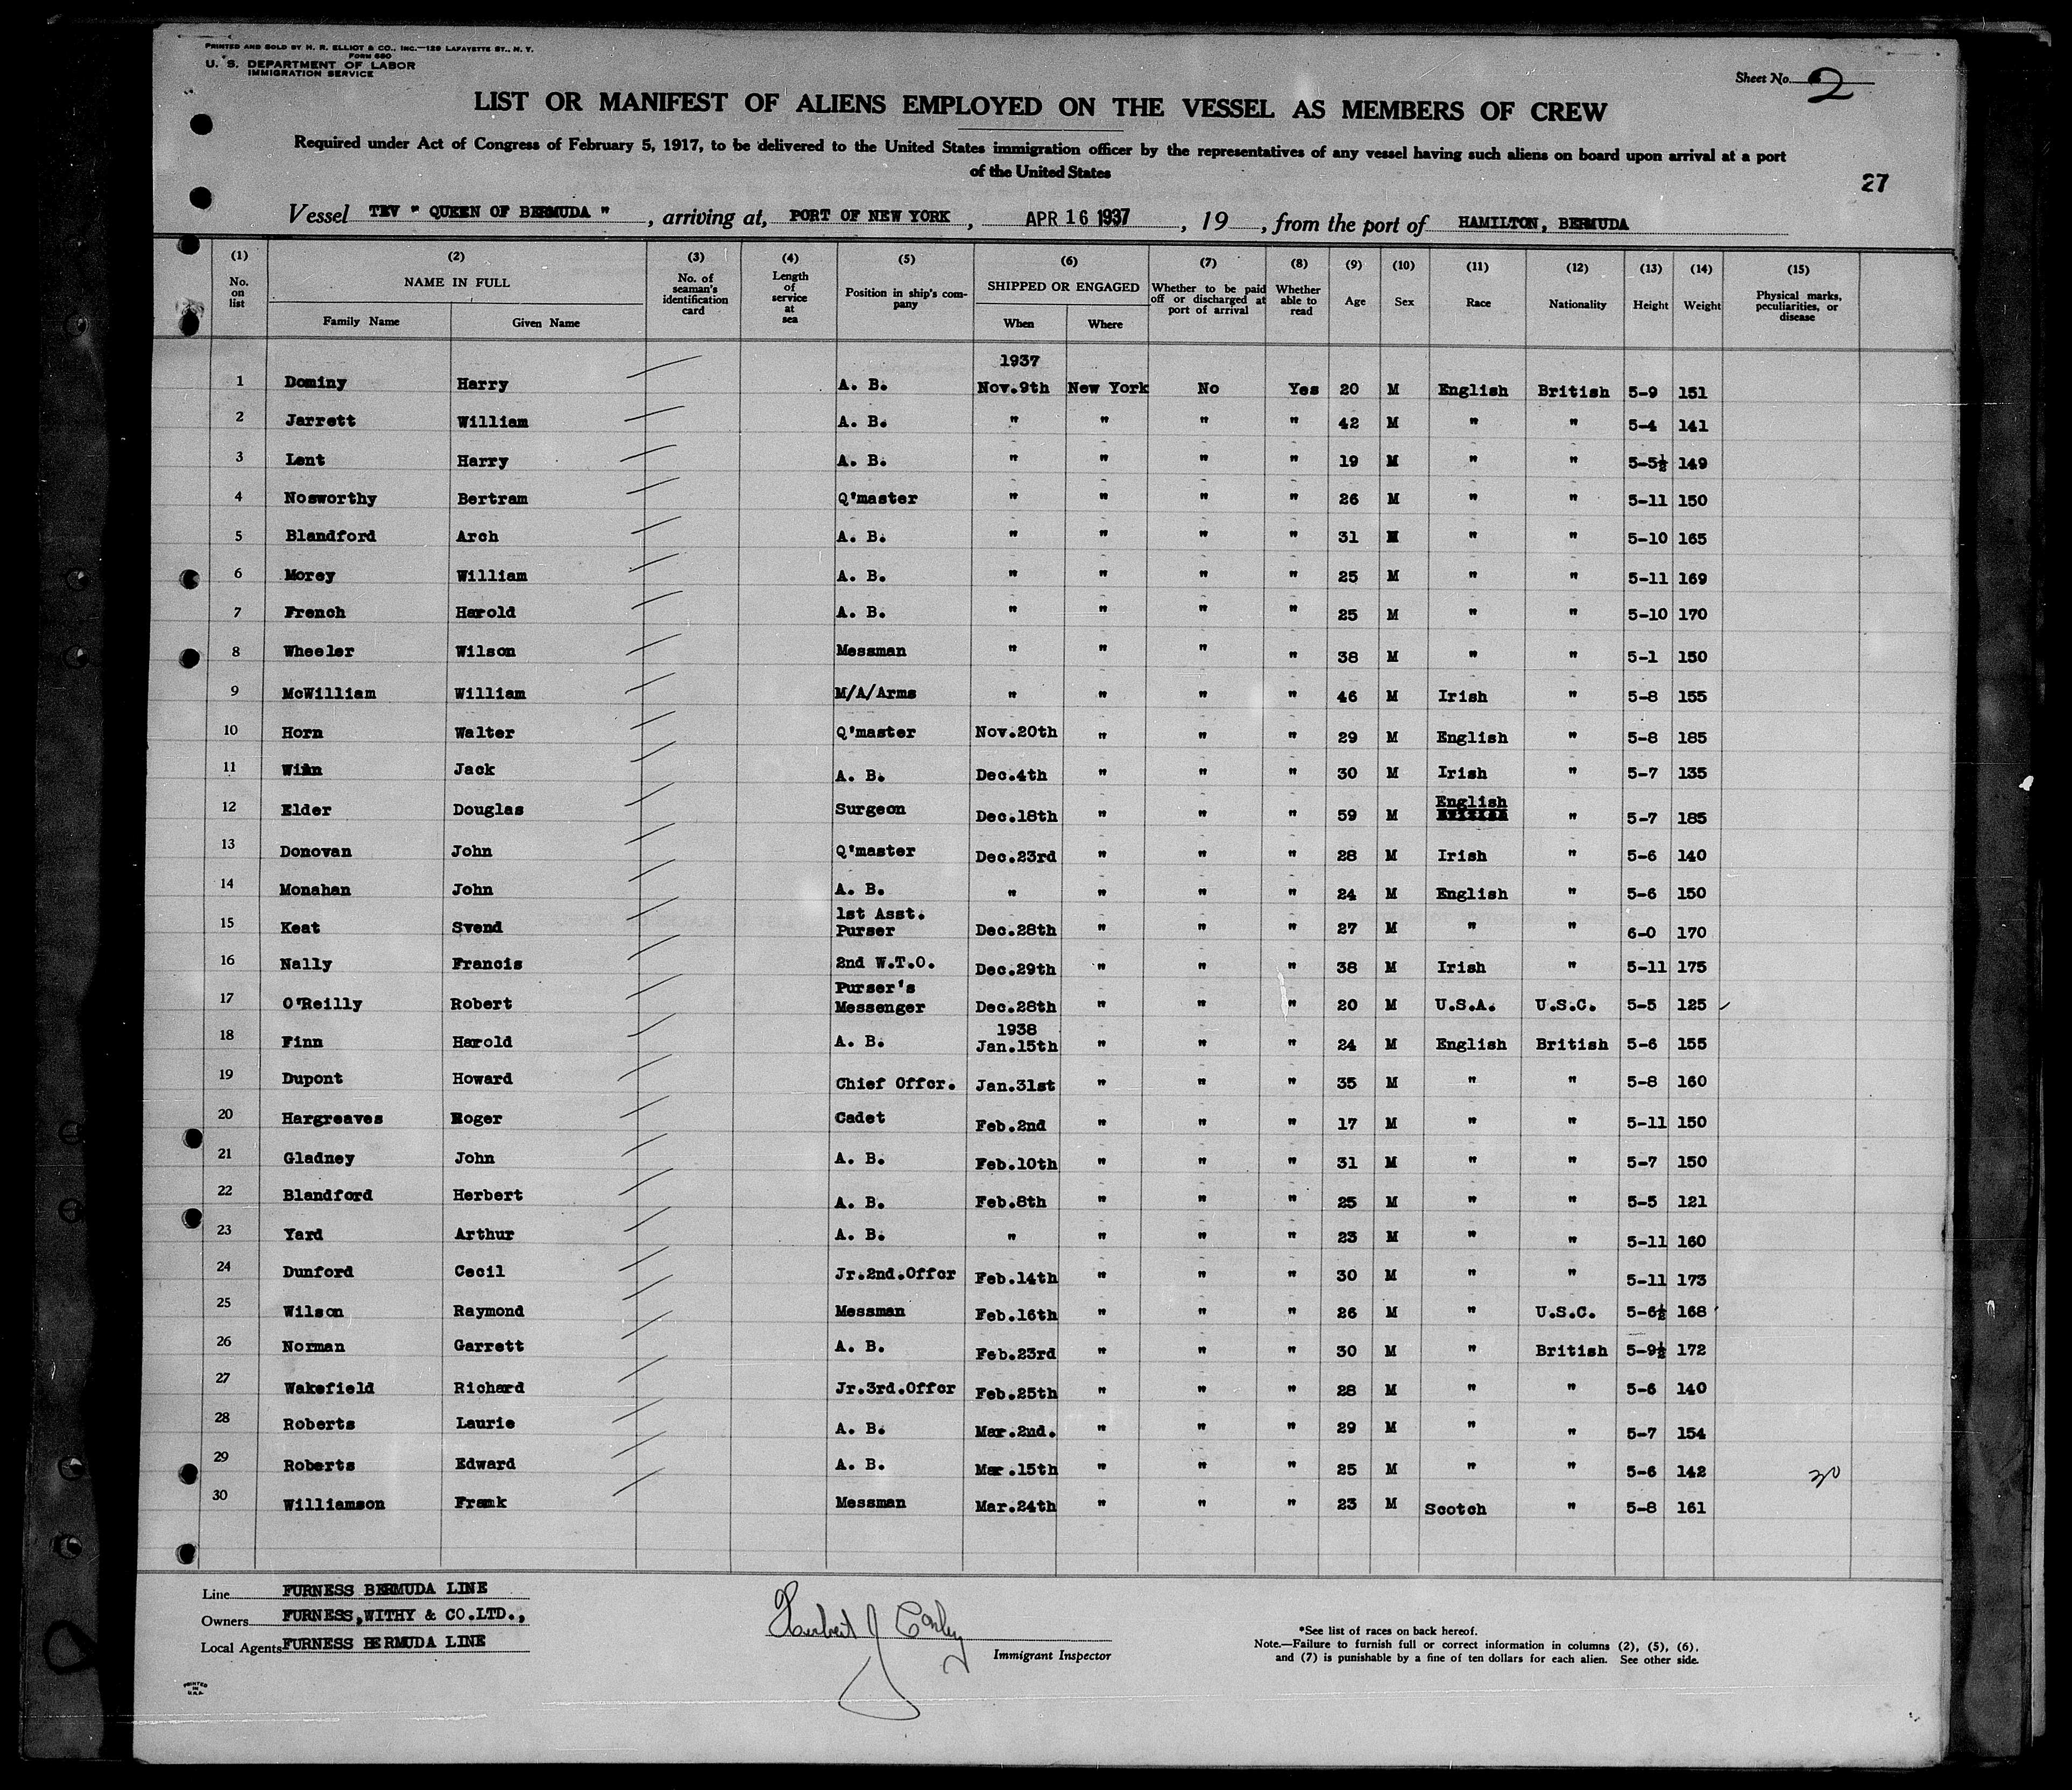 PRINTED AND SOLD BY H. R. ELLIOT & CO., INC.—129 LAFAYETTE ST., N. Y.
FORM 680
U. S. DEPARTMENT OF LABOR
IMMIGRATION SERVICE
Sheet No. 2
LIST OR MANIFEST OF ALIENS EMPLOYED ON THE VESSEL AS MEMBERS OF CREW
Required under Act of Congress of February 5, 1917, to be delivered to the United States immigration officer by the representatives of any vessel having such aliens on board upon arrival at a port
of the United States
27
Vessel TEV " QUEEN OF BERMUDA " , arriving at, PORT OF NEW YORK , APR 16 1937 , 19 , from the port of HAMILTON, BERMUDA
(1) (2) (3) (4) (5) (6) (7) (8) (9) (10) (11) (12) (13) (14) (15)
No. on list NAME IN FULL Family Name Given Name No. of seaman's identification card Length of service at sea Position in ship's company SHIPPED OR ENGAGED When Where Whether to be paid off or discharged at port of arrival Whether able to read Age Sex Race Nationality Height Weight Physical marks, peculiarities, or disease
1937
1 Dominy Harry A. B. Nov.9th New York No Yes 20 M English British 5-9 151
2 Jarrett William A. B. " " " " 42 M " " 5-4 141
3 Lent Harry A. B. " " " " 19 M " " 5-5½ 149
4 Nosworthy Bertram Q'master " " " " 26 M " " 5-11 150
5 Blandford Arch A. B. " " " " 31 M " " 5-10 165
6 Morey William A. B. " " " " 25 M " " 5-11 169
7 French Harold A. B. " " " " 25 M " " 5-10 170
8 Wheeler Wilson Messman " " " " 38 M " " 5-1 150
9 McWilliam William M/A/Arms " " " " 46 M Irish " 5-8 155
10 Horn Walter Q'master Nov.20th " " " 29 M English " 5-8 185
11 Winn Jack A. B. Dec.4th " " " 30 M Irish " 5-7 135
12 Elder Douglas Surgeon Dec.18th " " " 59 M English " 5-7 185
13 Donovan John Q'master Dec.23rd " " " 28 M Irish " 5-6 140
14 Monahan John A. B. " " " " 24 M English " 5-6 150
15 Keat Svend 1st Asst. Purser Dec.28th " " " 27 M " " 6-0 170
16 Nally Francis 2nd W.T.O. Dec.29th " " " 38 M Irish " 5-11 175
17 O'Reilly Robert Purser's Messenger Dec.28th " " " 20 M U.S.A. U.S.C. 5-5 125
1938
18 Finn Harold A. B. Jan.15th " " " 24 M English British 5-6 155
19 Dupont Howard Chief Offcr. Jan.31st " " " 35 M " " 5-8 160
20 Hargreaves Roger Cadet Feb.2nd " " " 17 M " " 5-11 150
21 Gladney John A. B. Feb.10th " " " 31 M " " 5-7 150
22 Blandford Herbert A. B. Feb.8th " " " 25 M " " 5-5 121
23 Yard Arthur A. B. " " " " 23 M " " 5-11 160
24 Dunford Cecil Jr.2nd.Offcr Feb.14th " " " 30 M " " 5-11 173
25 Wilson Raymond Messman Feb.16th " " " 26 M " U.S.C. 5-6½ 168
26 Norman Garrett A. B. Feb.23rd " " " 30 M " British 5-9½ 172
27 Wakefield Richard Jr.3rd.Offcr Feb.25th " " " 28 M " " 5-6 140
28 Roberts Laurie A. B. Mar.2nd. " " " 29 M " " 5-7 154
29 Roberts Edward A. B. Mar.15th " " " 25 M " " 5-6 142 30
30 Williamson Frank Messman Mar.24th " " " 23 M Scotch " 5-8 161
Line FURNESS BERMUDA LINE
Owners FURNESS,WITHY & CO.LTD.,
Local Agents FURNESS BERMUDA LINE
Herbert J Conley
Immigrant Inspector
*See list of races on back hereof.
Note.—Failure to furnish full or correct information in columns (2), (5), (6),
and (7) is punishable by a fine of ten dollars for each alien. See other side.
PRINTED
IN
U.S.A.